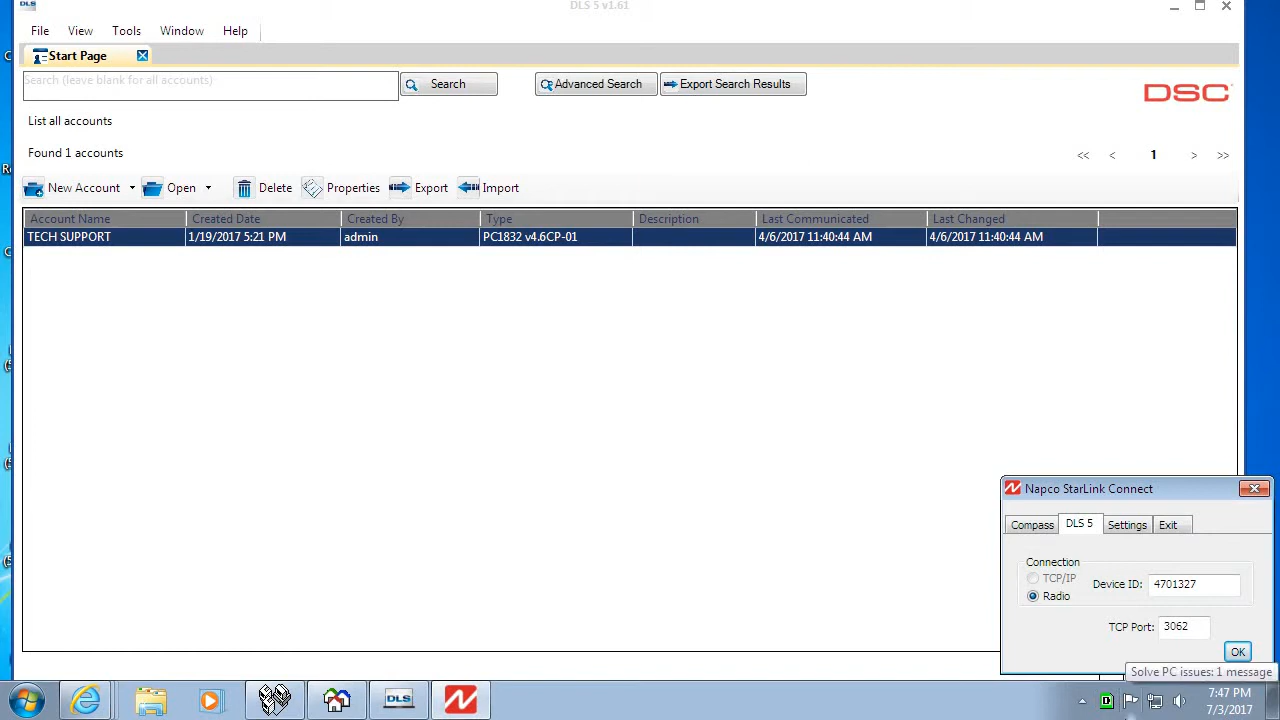 DLS
DLS 5 v1.61
File View Tools Window Help
Start Page
Search (leave blank for all accounts)
Search
Advanced Search
Export Search Results
DSC
List all accounts
Found 1 accounts
<< < 1 > >>
New Account Open Delete Properties Export Import
Account Name Created Date Created By Type Description Last Communicated Last Changed
TECH SUPPORT 1/19/2017 5:21 PM admin PC1832 v4.6CP-01 4/6/2017 11:40:44 AM 4/6/2017 11:40:44 AM
Napco StarLink Connect
Compass DLS 5 Settings Exit
Connection
TCP/IP
Radio
Device ID: 4701327
TCP Port: 3062
OK
Solve PC issues: 1 message
DLS
7:47 PM
7/3/2017